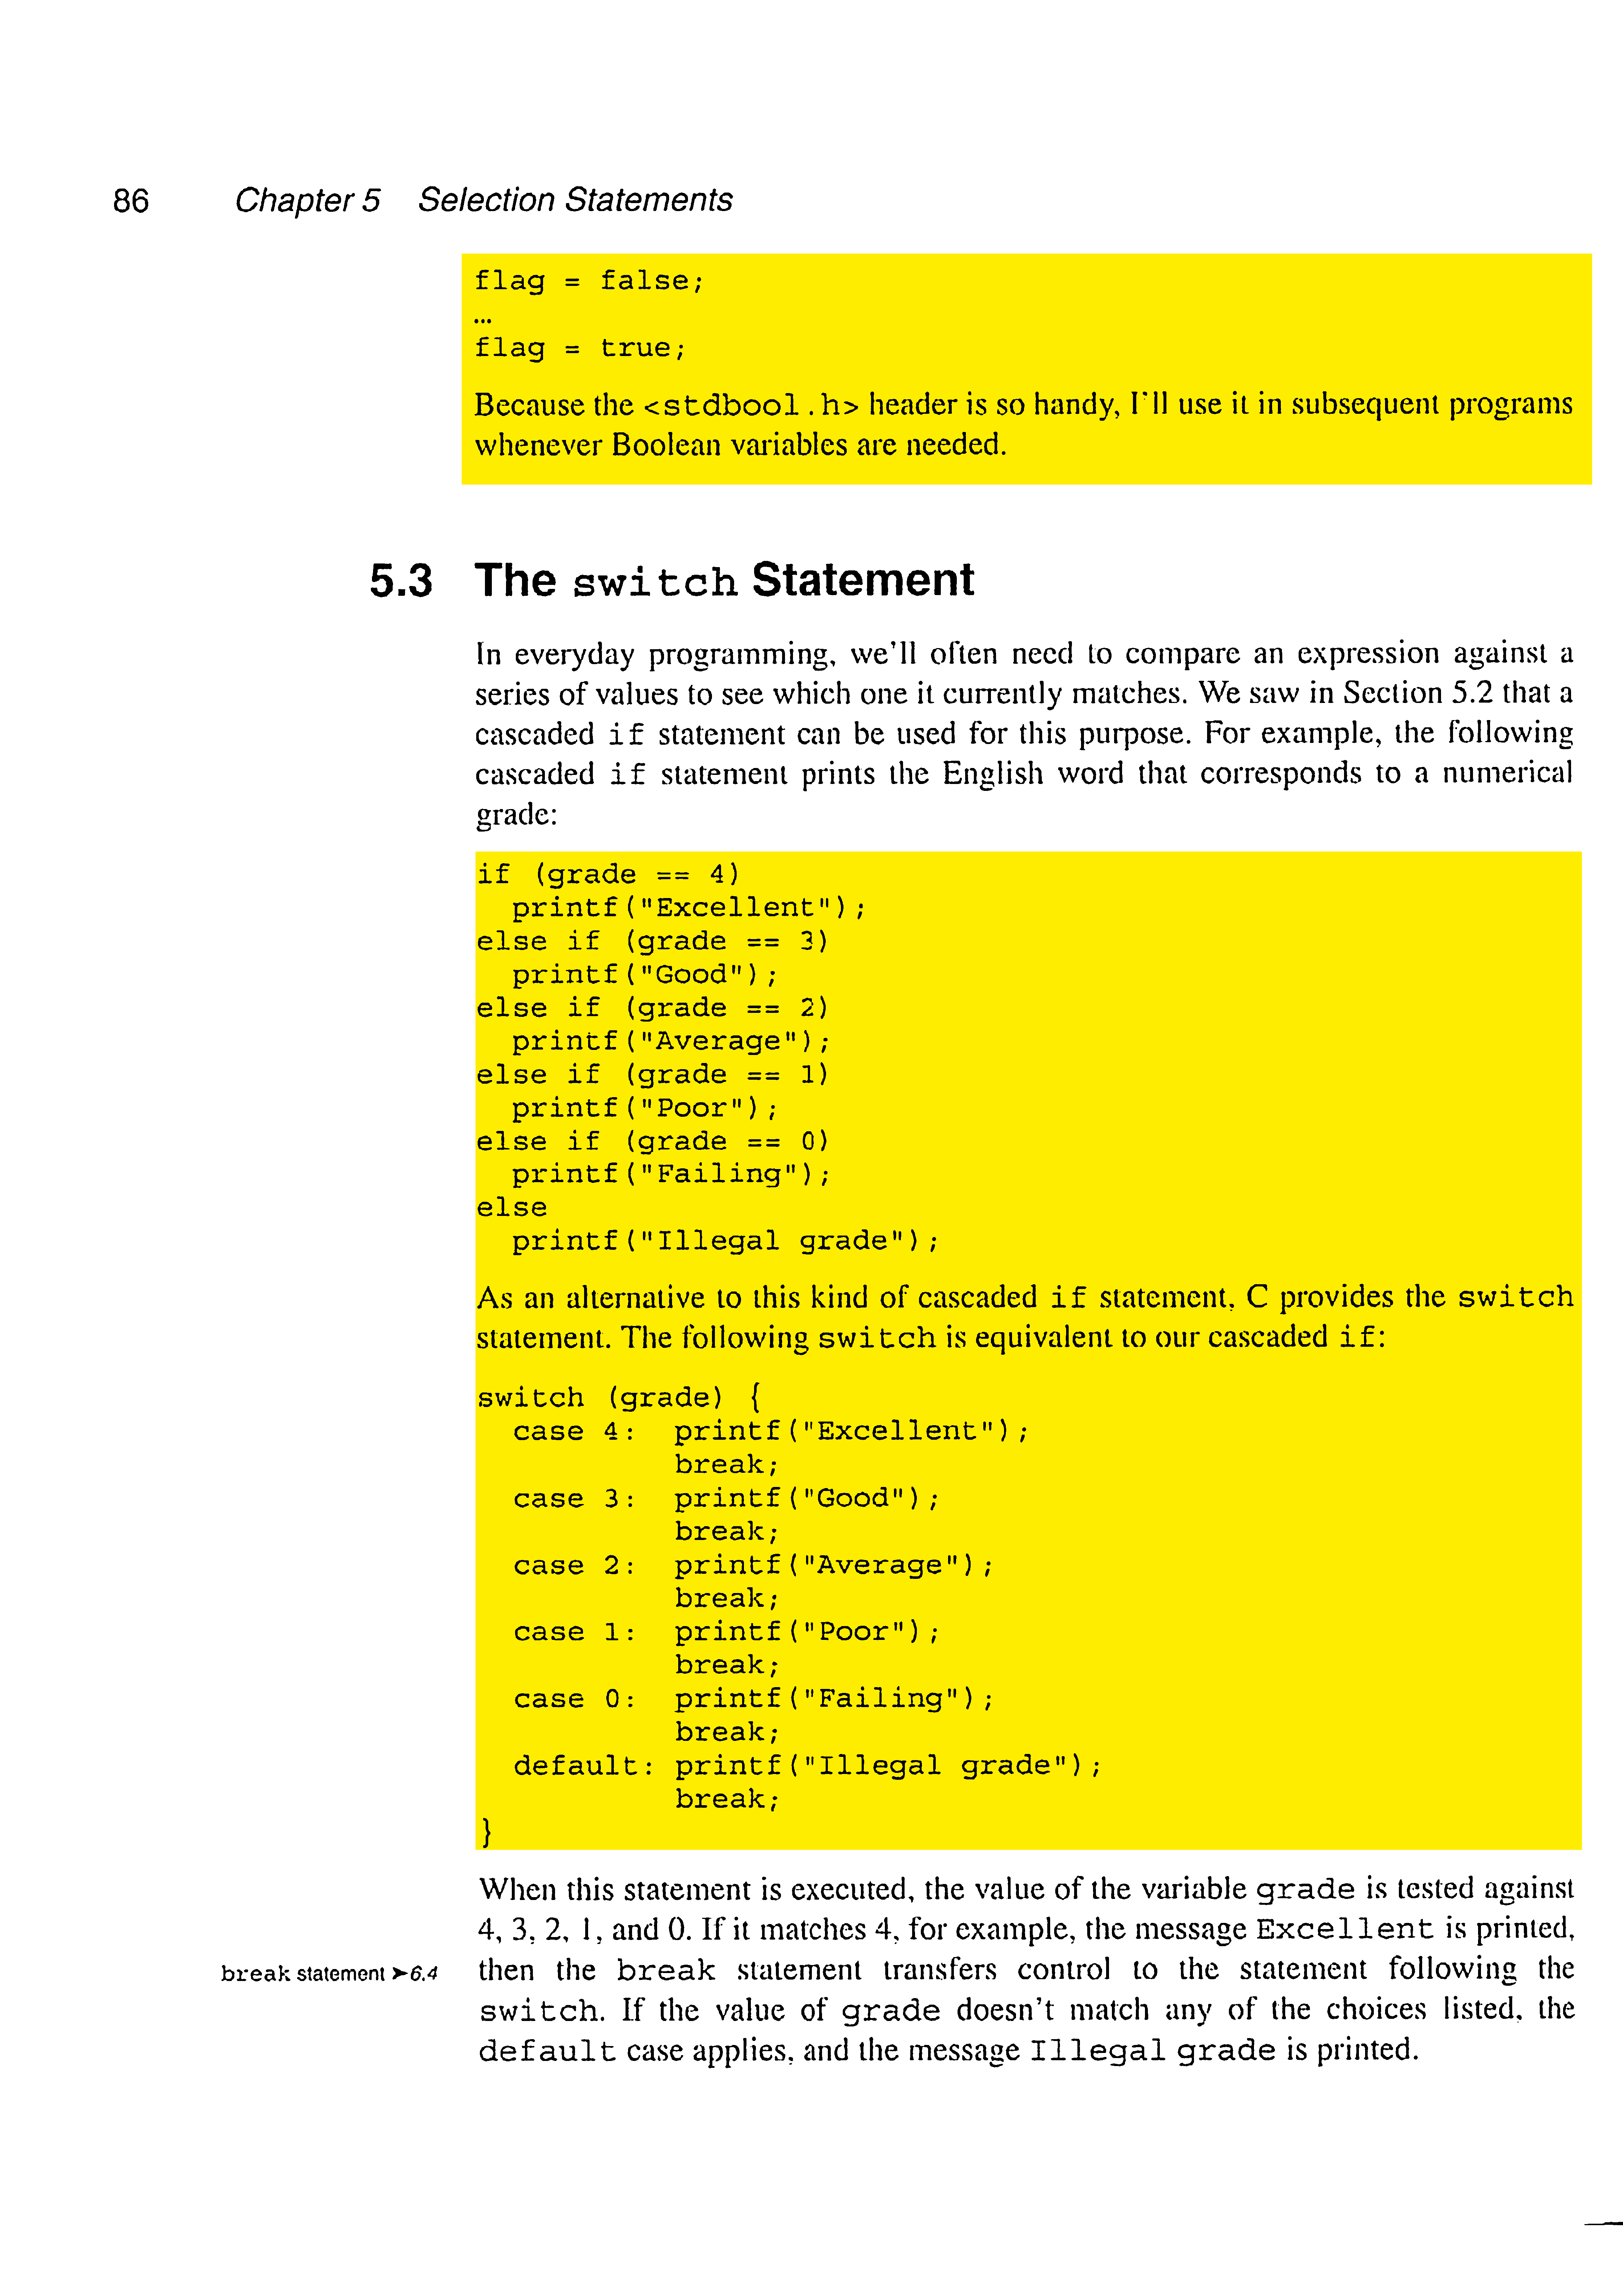 86 Chapter 5 Selection Statements
flag = false;
…
flag = true;
Because the <stdbool.h> header is so handy, I'll use it in subsequent programs
whenever Boolean variables are needed.
5.3 The switch Statement
In everyday programming, we'll often need to compare an expression against a
series of values to see which one it currently matches. We saw in Section 5.2 that a
cascaded if statement can be used for this purpose. For example, the following
cascaded if statement prints the English word that corresponds to a numerical
grade:
if (grade == 4)
  printf("Excellent");
else if (grade == 3)
  printf("Good");
else if (grade == 2)
  printf("Average");
else if (grade == 1)
  printf("Poor");
else if (grade == 0)
  printf("Failing");
else
  printf("Illegal grade");
As an alternative to this kind of cascaded if statement, C provides the switch
statement. The following switch is equivalent to our cascaded if:
switch (grade) {
  case 4:  printf("Excellent");
           break;
  case 3:  printf("Good");
           break;
  case 2:  printf("Average");
           break;
  case 1:  printf("Poor");
           break;
  case 0:  printf("Failing");
           break;
  default: printf("Illegal grade");
           break;
}
When this statement is executed, the value of the variable grade is tested against
4, 3, 2, 1, and 0. If it matches 4, for example, the message Excellent is printed,
break statement ➤6.4 then the break statement transfers control to the statement following the
switch. If the value of grade doesn't match any of the choices listed, the
default case applies, and the message Illegal grade is printed.